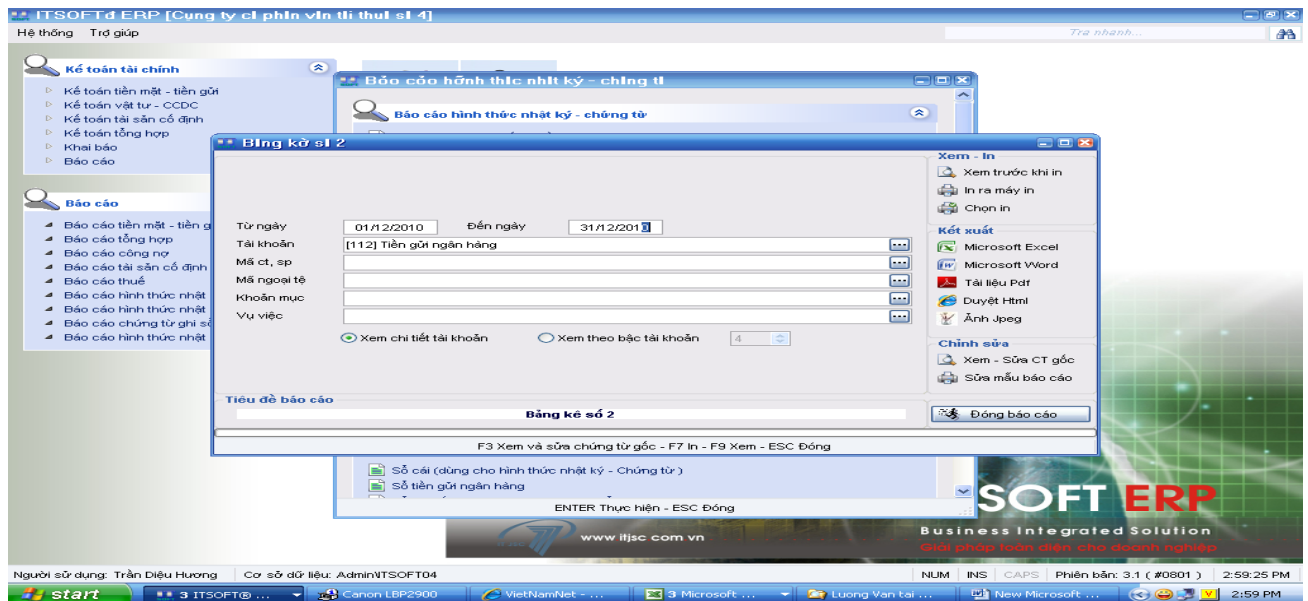 ITSOFTđ ERP [Cụng ty cl phln vln tli thul sl 4]
Hệ thống Trợ giúp
Tra nhanh...
Kế toán tài chính
Kế toán tiền mặt - tiền gửi
Kế toán vật tư - CCDC
Kế toán tài sản cố định
Kế toán tổng hợp
Khai báo
Báo cáo
Báo cáo
Báo cáo tiền mặt - tiền g
Báo cáo tổng hợp
Báo cáo công nợ
Báo cáo tài sản cố định
Báo cáo thuế
Báo cáo hình thức nhật
Báo cáo hình thức nhật
Báo cáo chứng từ ghi sổ
Báo cáo hình thức nhật
Bỏo cỏo hỡnh thlc nhlt ký - chlng tl
Báo cáo hình thức nhật ký - chứng từ
Blng kờ sl 2
Từ ngày 01/12/2010 Đến ngày 31/12/2010
Tài khoản [112] Tiền gửi ngân hàng
Mã ct, sp
Mã ngoại tệ
Khoản mục
Vụ việc
Xem chi tiết tài khoản Xem theo bậc tài khoản 4
Tiêu đề báo cáo
Bảng kê số 2
F3 Xem và sửa chứng từ gốc - F7 In - F9 Xem - ESC Đóng
Xem - In
Xem trước khi in
In ra máy in
Chọn in
Kết xuất
Microsoft Excel
Microsoft Word
Tài liệu Pdf
Duyệt Html
Ảnh Jpeg
Chỉnh sửa
Xem - Sửa CT gốc
Sửa mẫu báo cáo
Đóng báo cáo
Sổ cái (dùng cho hình thức nhật ký - Chứng từ )
Sổ tiền gửi ngân hàng
ENTER Thực hiện - ESC Đóng
SOFT ERP
Business Integrated Solution
Giải pháp toàn diện cho doanh nghiệp
www itjsc com vn
Người sử dụng: Trần Diệu Hương Cơ sở dữ liệu: Admin\ITSOFT04 NUM INS CAPS Phiên bản: 3.1 ( #0801 ) 2:59:25 PM
start 3 ITSOFT® ... Canon LBP2900 VietNamNet - ... 3 Microsoft ... Luong Van tai ... New Microsoft ... 2:59 PM